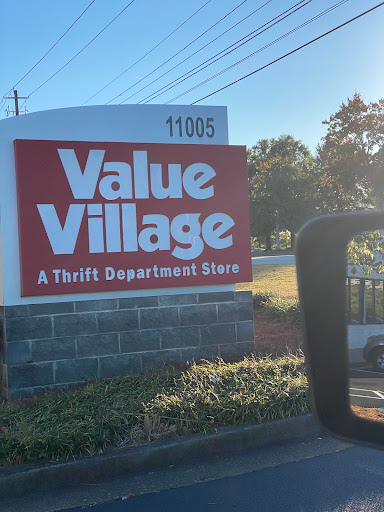 11005
Value
Village
A Thrift Department Store